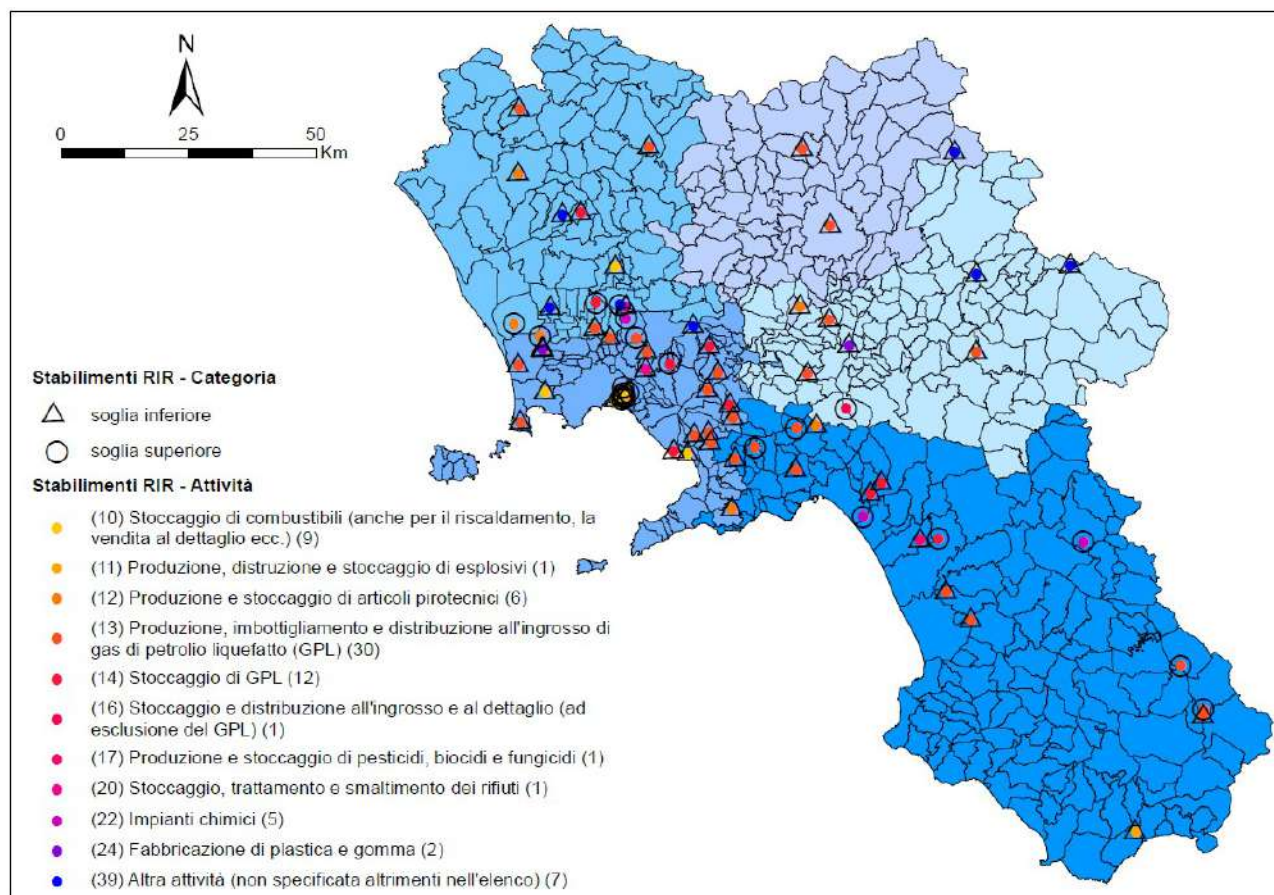 N
0 25 50
Km
Stabilimenti RIR - Categoria
soglia inferiore
soglia superiore
Stabilimenti RIR - Attività
(10) Stoccaggio di combustibili (anche per il riscaldamento, la
vendita al dettaglio ecc.) (9)
(11) Produzione, distruzione e stoccaggio di esplosivi (1)
(12) Produzione e stoccaggio di articoli pirotecnici (6)
(13) Produzione, imbottigliamento e distribuzione all'ingrosso di
gas di petrolio liquefatto (GPL) (30)
(14) Stoccaggio di GPL (12)
(16) Stoccaggio e distribuzione all'ingrosso e al dettaglio (ad
esclusione del GPL) (1)
(17) Produzione e stoccaggio di pesticidi, biocidi e fungicidi (1)
(20) Stoccaggio, trattamento e smaltimento dei rifiuti (1)
(22) Impianti chimici (5)
(24) Fabbricazione di plastica e gomma (2)
(39) Altra attività (non specificata altrimenti nell'elenco) (7)